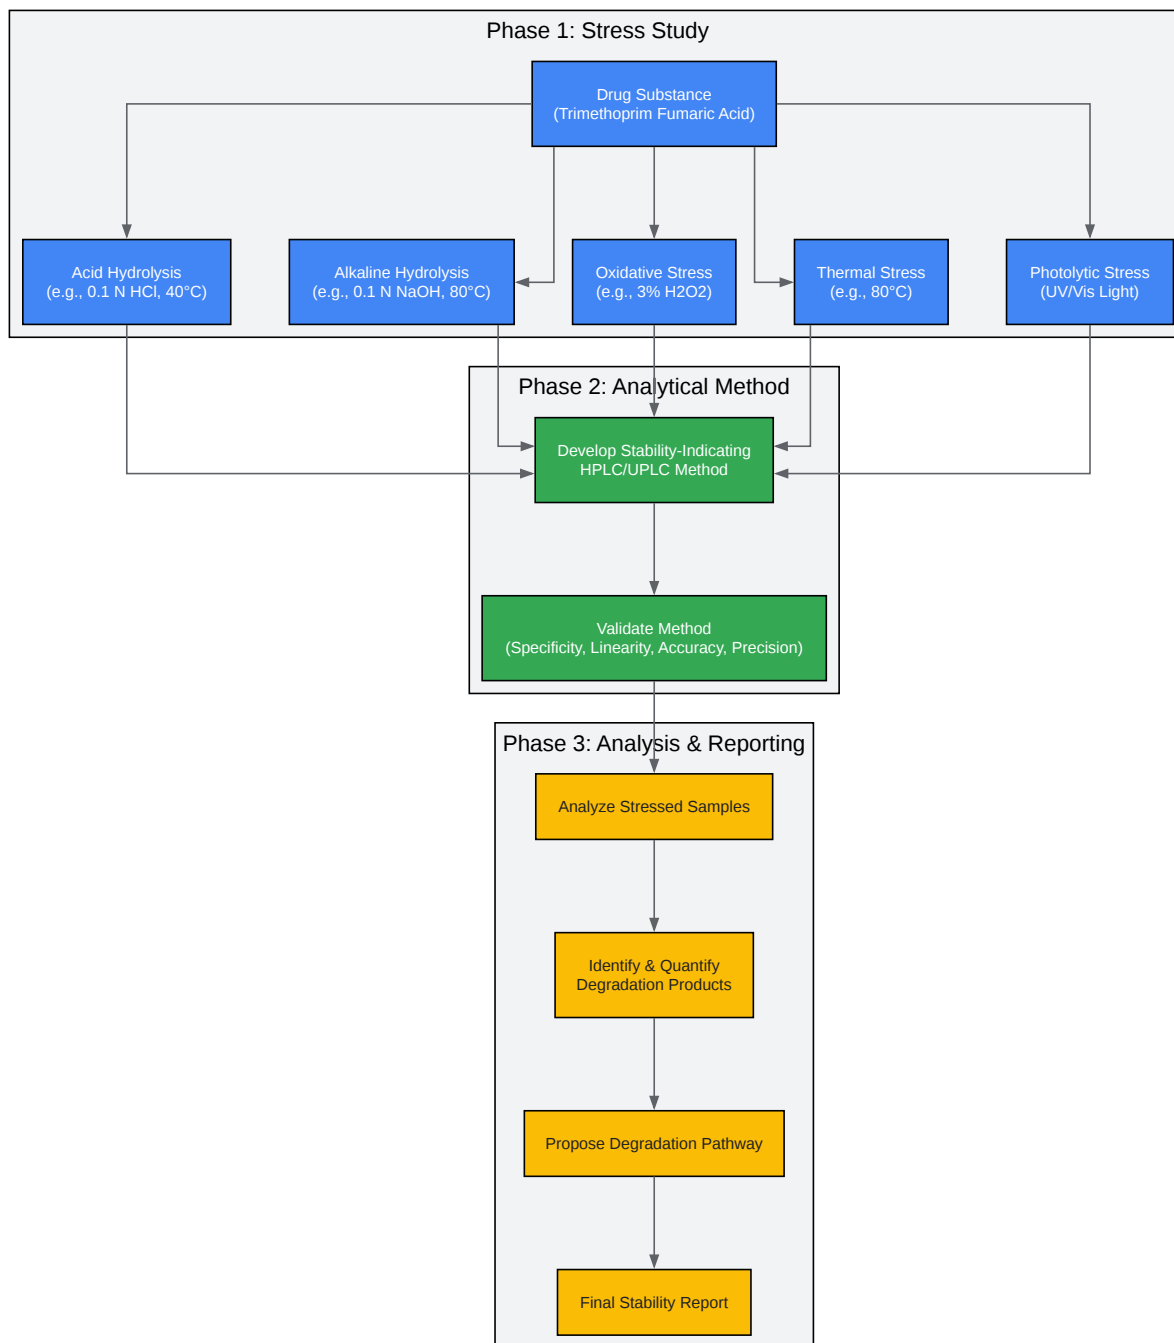 Phase 1: Stress Study
Drug Substance
(Trimethoprim Fumaric Acid)
Acid Hydrolysis
(e.g., 0.1 N HCl, 40°C)
Alkaline Hydrolysis
(e.g., 0.1 N NaOH, 80°C)
Oxidative Stress
(e.g., 3% H2O2)
Thermal Stress
(e.g., 80°C)
Photolytic Stress
(UV/Vis Light)
Phase 2: Analytical Method
Develop Stability-Indicating
HPLC/UPLC Method
Validate Method
(Specificity, Linearity, Accuracy, Precision)
Phase 3: Analysis & Reporting
Analyze Stressed Samples
Identify & Quantify
Degradation Products
Propose Degradation Pathway
Final Stability Report